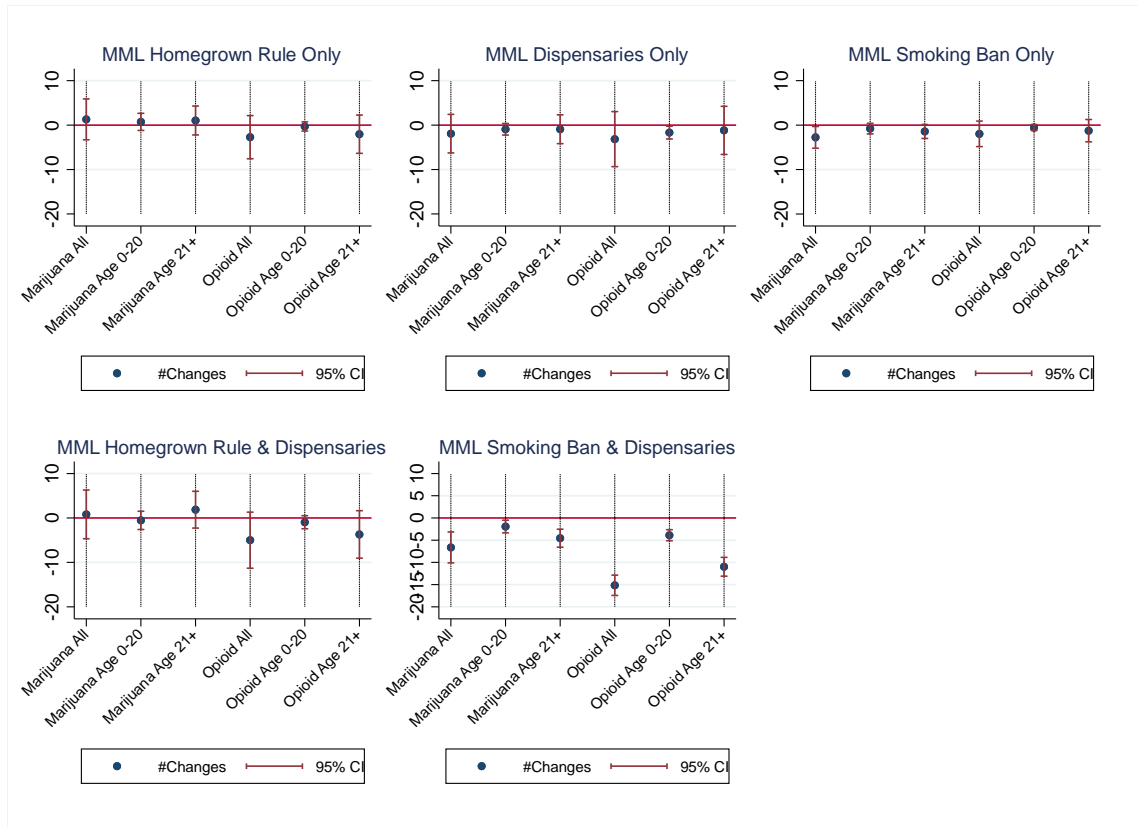 MML Homegrown Rule Only
10
0
-10
-20
Marijuana All
Marijuana Age 0-20
Marijuana Age 21+
Opioid All
Opioid Age 0-20
Opioid Age 21+
#Changes 95% CI
MML Dispensaries Only
10
0
-10
-20
Marijuana All
Marijuana Age 0-20
Marijuana Age 21+
Opioid All
Opioid Age 0-20
Opioid Age 21+
#Changes 95% CI
MML Smoking Ban Only
10
0
-10
-20
Marijuana All
Marijuana Age 0-20
Marijuana Age 21+
Opioid All
Opioid Age 0-20
Opioid Age 21+
#Changes 95% CI
MML Homegrown Rule & Dispensaries
10
0
-10
-20
Marijuana All
Marijuana Age 0-20
Marijuana Age 21+
Opioid All
Opioid Age 0-20
Opioid Age 21+
#Changes 95% CI
MML Smoking Ban & Dispensaries
10
5
0
-5
-10
-15
-20
Marijuana All
Marijuana Age 0-20
Marijuana Age 21+
Opioid All
Opioid Age 0-20
Opioid Age 21+
#Changes 95% CI